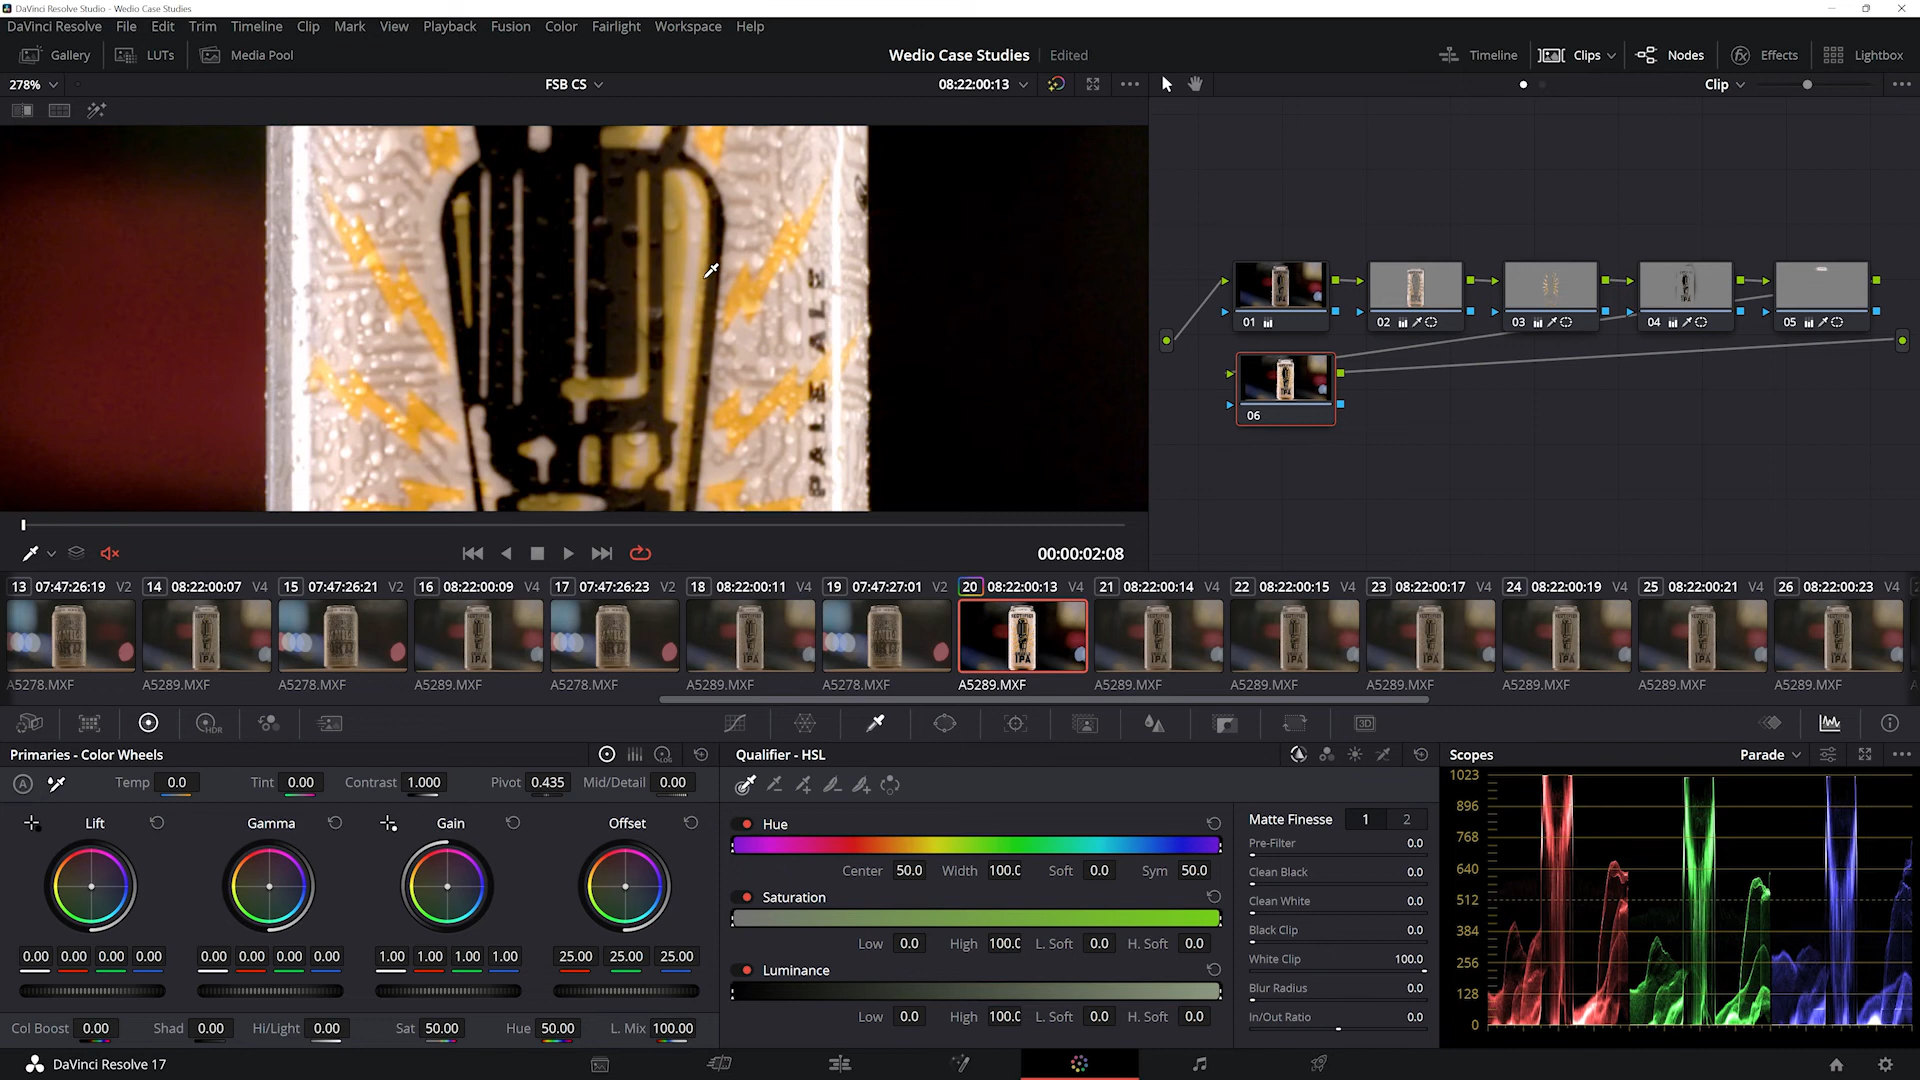 DaVinci Resolve Studio - Wedio Case Studies
DaVinci Resolve File Edit Trim Timeline Clip Mark View Playback Fusion Color Fairlight Workspace Help
Gallery LUTs Media Pool Wedio Case Studies Edited Timeline Clips Nodes Effects Lightbox
278% FSB CS 08:22:00:13 Clip
PALE ALE
01 02 03 04 05
06
00:00:02:08
13 07:47:26:19 V2 14 08:22:00:07 V4 15 07:47:26:21 V2 16 08:22:00:09 V4 17 07:47:26:23 V2 18 08:22:00:11 V4 19 07:47:27:01 V2 20 08:22:00:13 V4 21 08:22:00:14 V4 22 08:22:00:15 V4 23 08:22:00:17 V4 24 08:22:00:19 V4 25 08:22:00:21 V4 26 08:22:00:23 V4
IPA IPA IPA IPA IPA IPA IPA IPA IPA IPA
A5278.MXF A5289.MXF A5278.MXF A5289.MXF A5278.MXF A5289.MXF A5278.MXF A5289.MXF A5289.MXF A5289.MXF A5289.MXF A5289.MXF A5289.MXF A5289.MXF
HDR 3D
Primaries - Color Wheels LOG Qualifier - HSL Scopes Parade
A Temp 0.0 Tint 0.00 Contrast 1.000 Pivot 0.435 Mid/Detail 0.00
Lift Gamma Gain Offset
0.00 0.00 0.00 0.00 0.00 0.00 0.00 0.00 1.00 1.00 1.00 1.00 25.00 25.00 25.00
Col Boost 0.00 Shad 0.00 Hi/Light 0.00 Sat 50.00 Hue 50.00 L. Mix 100.00
Hue
Center 50.0 Width 100.0 Soft 0.0 Sym 50.0
Saturation
Low 0.0 High 100.0 L. Soft 0.0 H. Soft 0.0
Luminance
Low 0.0 High 100.0 L. Soft 0.0 H. Soft 0.0
Matte Finesse 1 2
Pre-Filter 0.0
Clean Black 0.0
Clean White 0.0
Black Clip 0.0
White Clip 100.0
Blur Radius 0.0
In/Out Ratio 0.0
1023
896
768
640
512
384
256
128
0
DaVinci Resolve 17